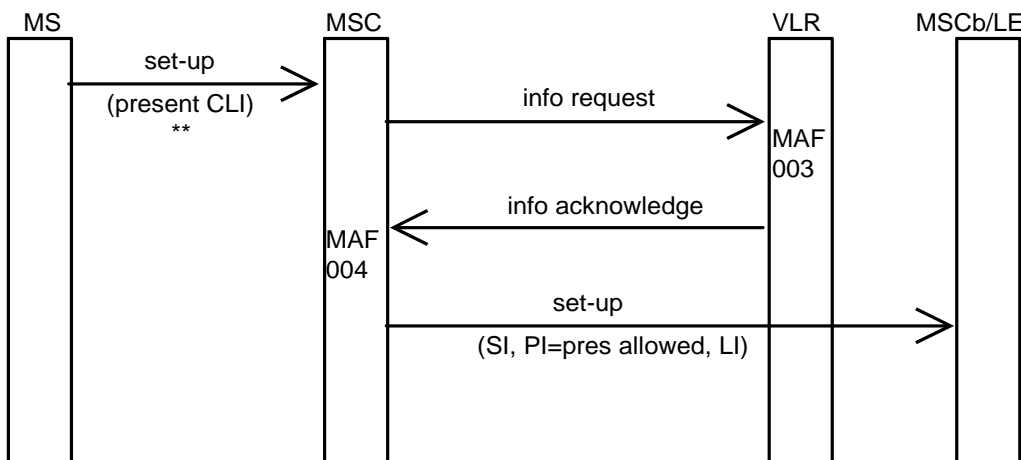 MS
MSC
VLR
MSCb/LE
set-up
(present CLI)
**
info request
MAF
003
info acknowledge
MAF
004
set-up
(SI, PI=pres allowed, LI)